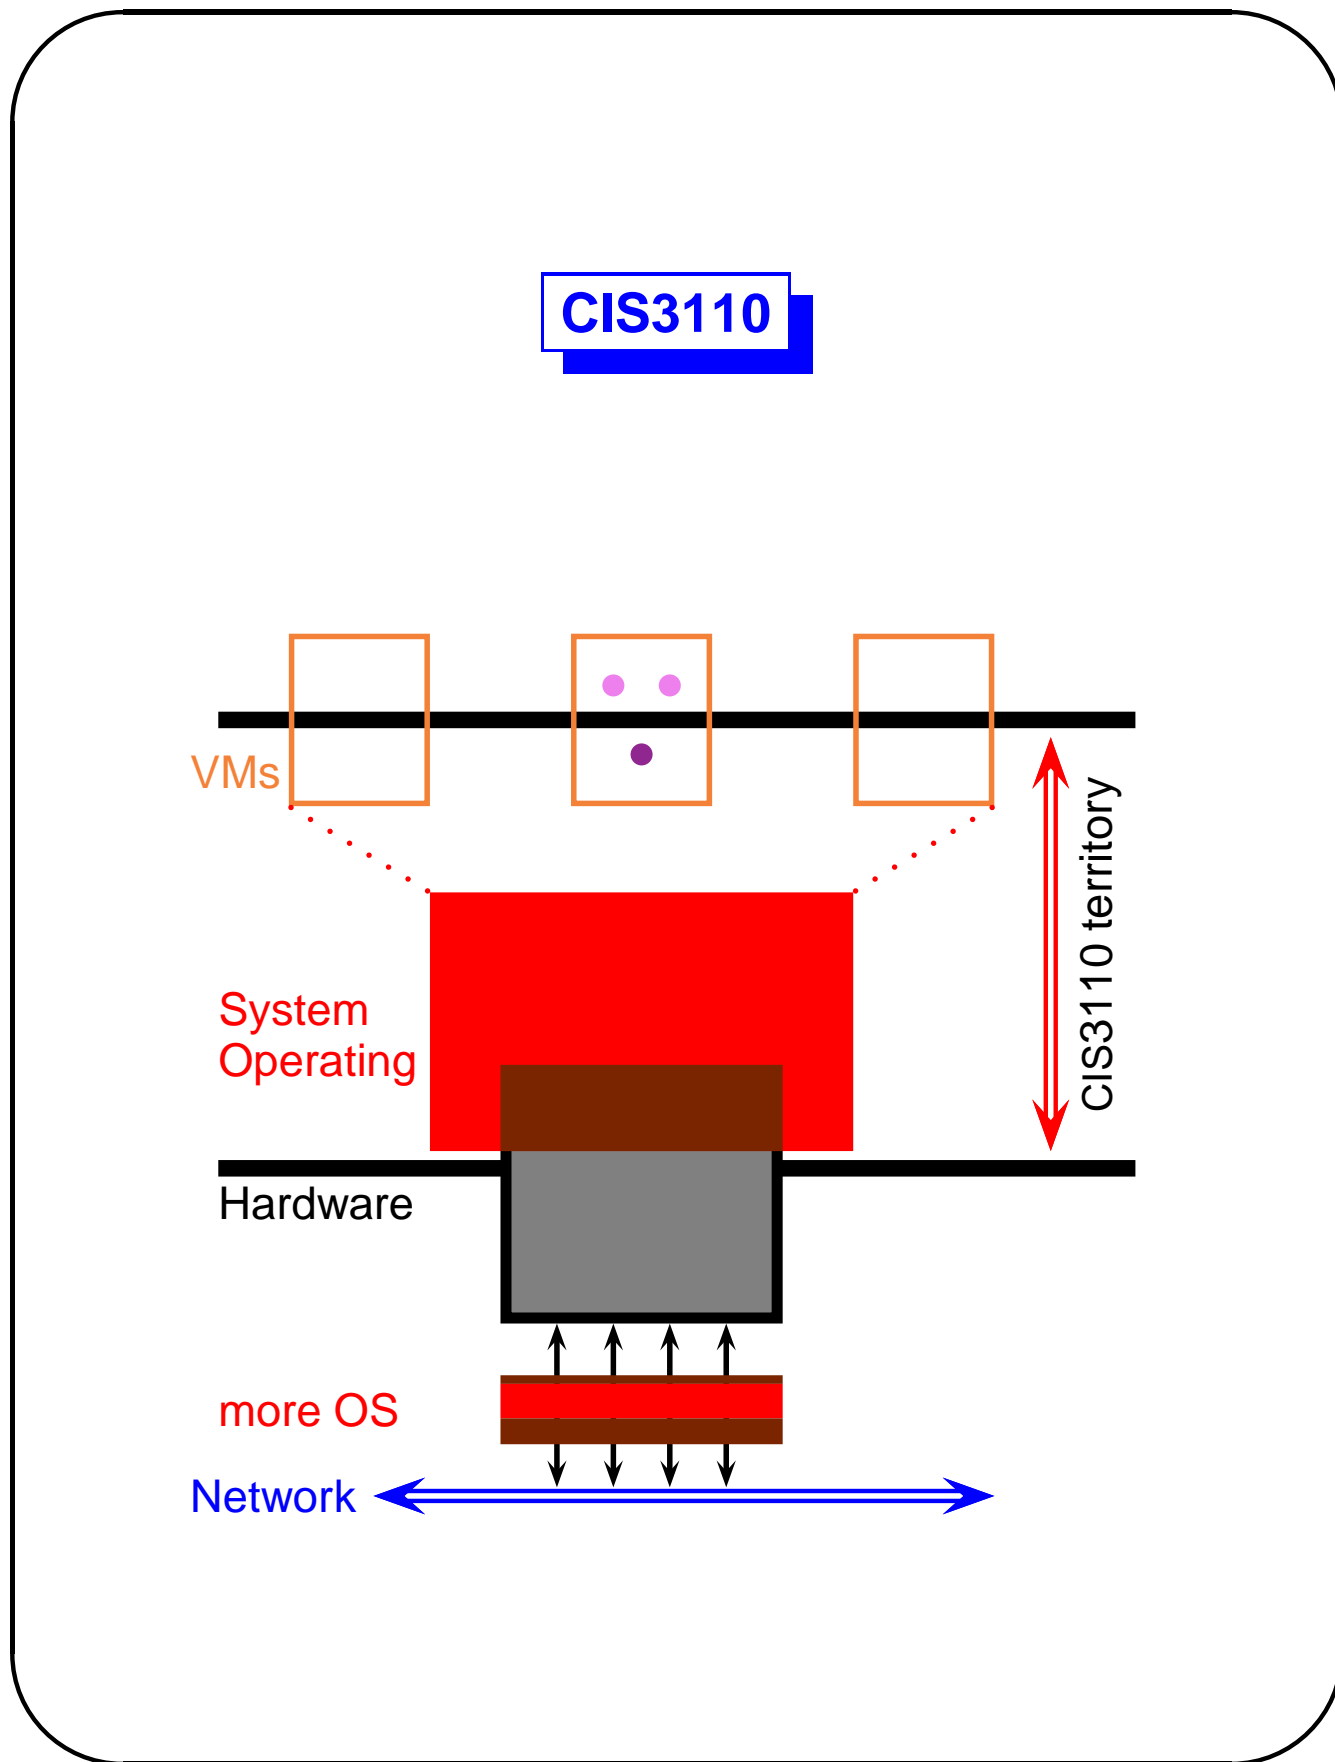 CIS3110
VMs
CIS3110 territory
System
Operating
Hardware
more OS
Network